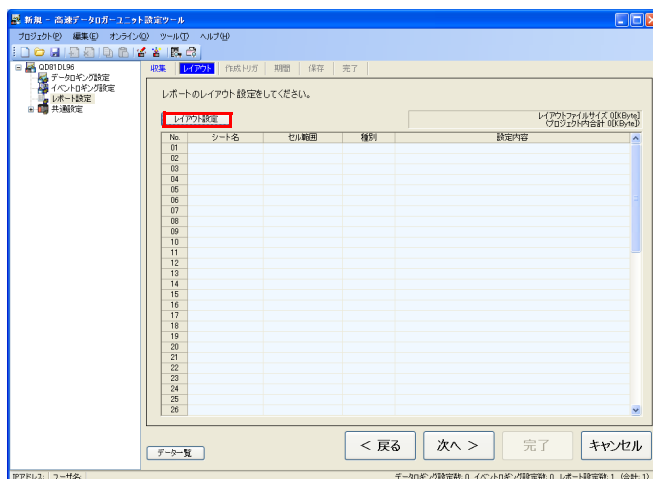 新規 - 高速データロガーユニット設定ツール
プロジェクト(P) 編集(E) オンライン(O) ツール(T) ヘルプ(H)
QD81DL96
データロギング設定
イベントロギング設定
レポート設定
共通設定
収集 レイアウト 作成トリガ 期間 保存 完了
レポートのレイアウト設定をしてください。
レイアウト設定
レイアウトファイルサイズ 0[KByte]
(プロジェクト内合計 0[KByte])
No. シート名 セル範囲 種別 設定内容
01
02
03
04
05
06
07
08
09
10
11
12
13
14
15
16
17
18
19
20
21
22
23
24
25
26
データ一覧
< 戻る 次へ > 完了 キャンセル
IPアドレス: ユーザ名: データロギング設定数: 0 イベントロギング設定数: 0 レポート設定数: 1 (合計: 1)